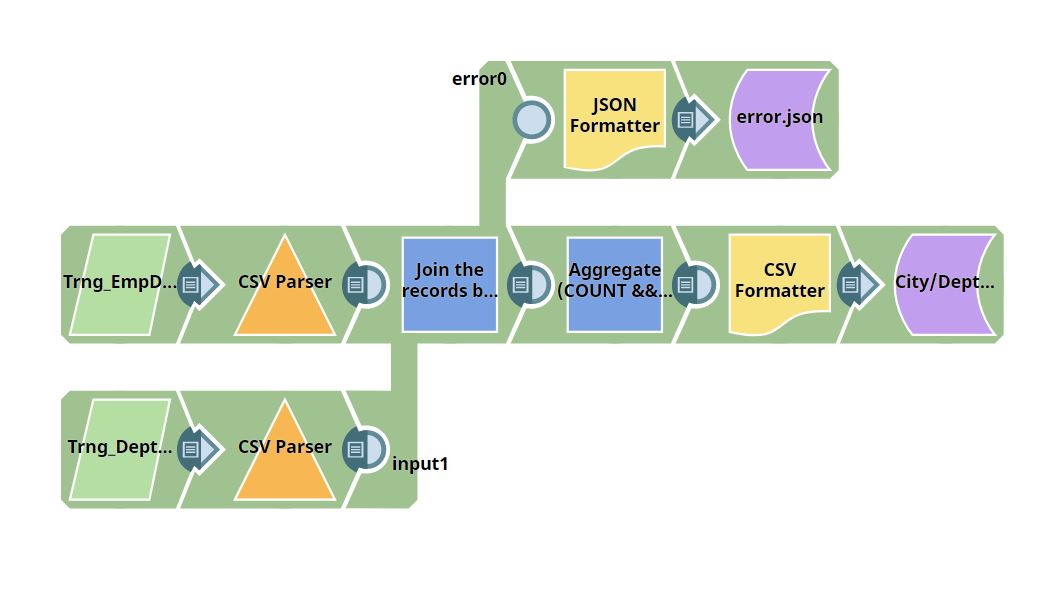 error0
JSON
Formatter
error.json
Trng_EmpD...
CSV Parser
Join the
records b...
Aggregate
(COUNT &&...
CSV
Formatter
City/Dept...
Trng_Dept...
CSV Parser
input1